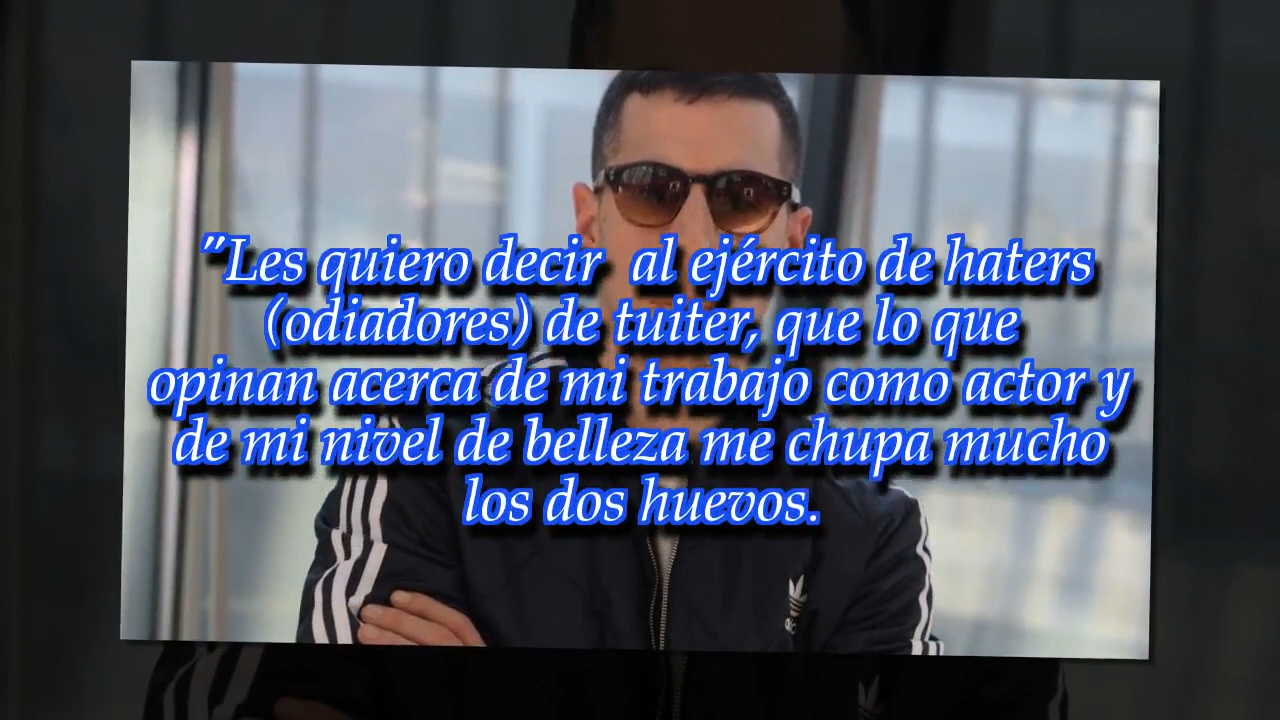 "Les quiero decir al ejército de haters
(odiadores) de tuiter, que lo que
opinan acerca de mi trabajo como actor y
de mi nivel de belleza me chupa mucho
los dos huevos.